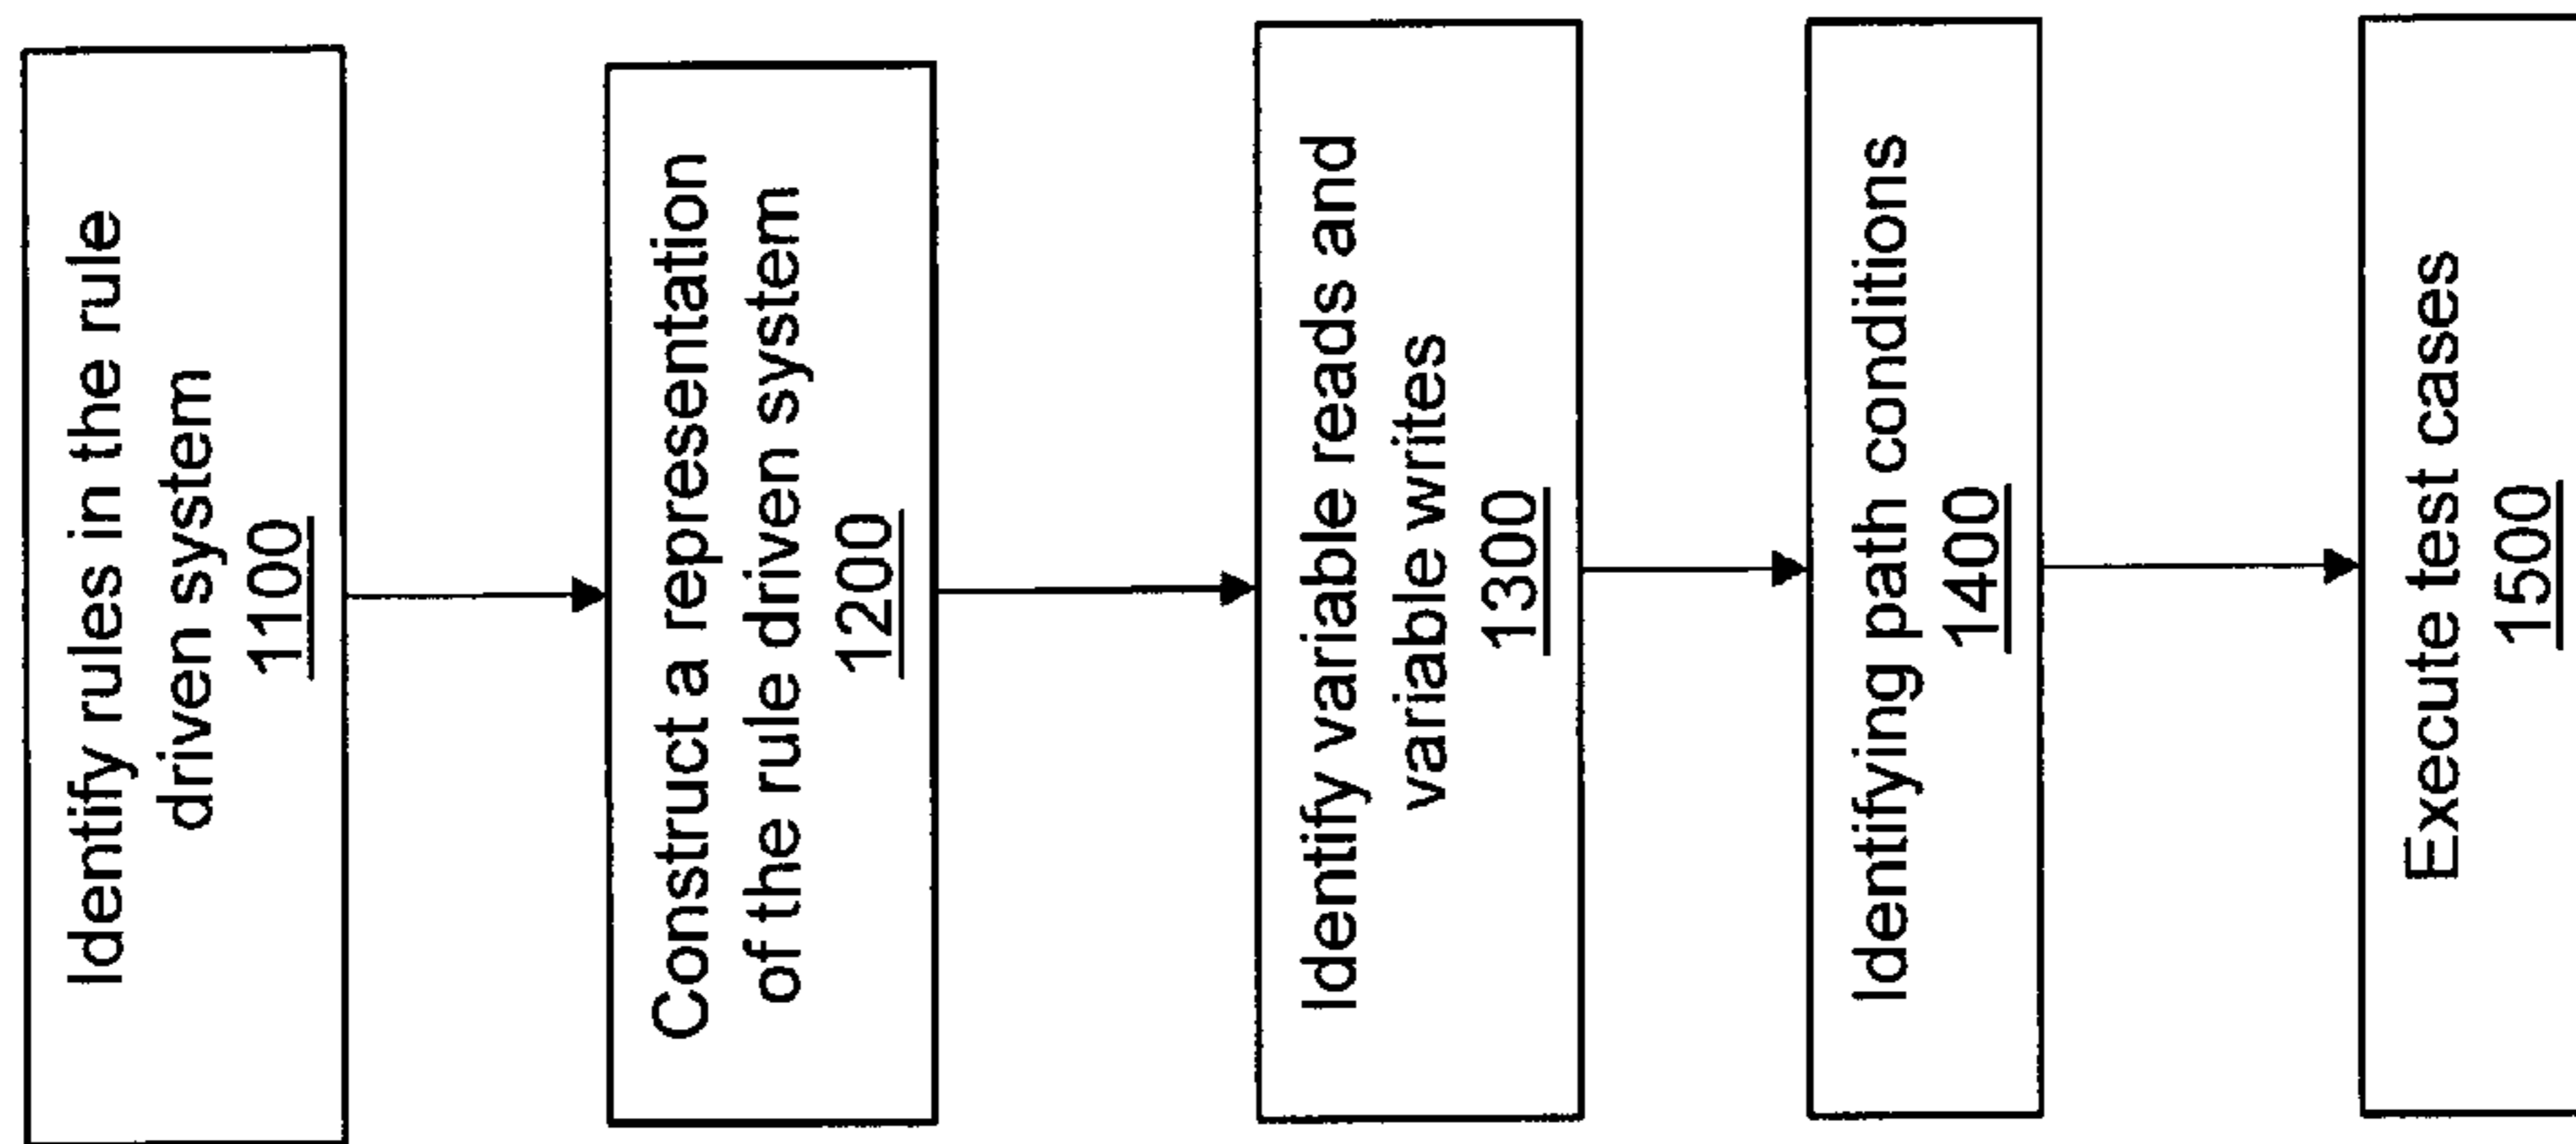 Identify rules in the rule
driven system
1100
Construct a representation
of the rule driven system
1200
Identify variable reads and
variable writes
1300
Identifying path conditions
1400
Execute test cases
1500